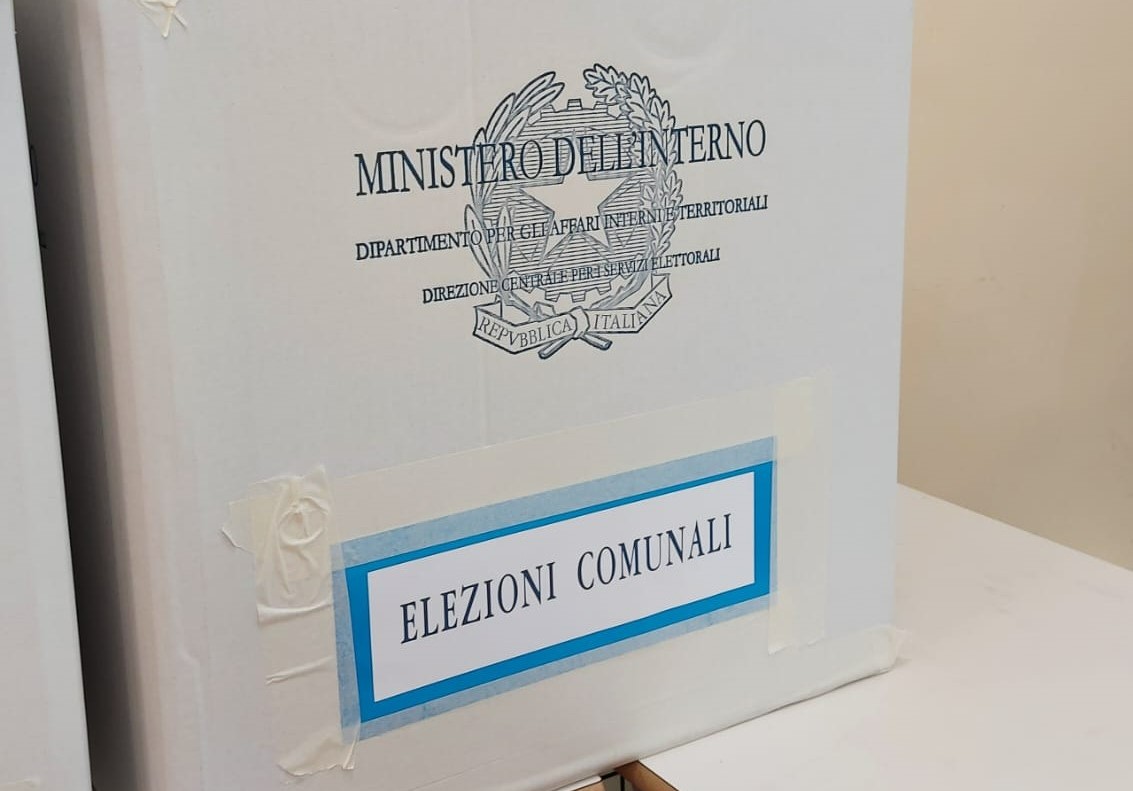 MINISTERO DELL'INTERNO
DIPARTIMENTO PER GLI AFFARI INTERNI E TERRITORIALI
DIREZIONE CENTRALE PER I SERVIZI ELETTORALI
REPVBBLICA ITALIANA
ELEZIONI COMUNALI